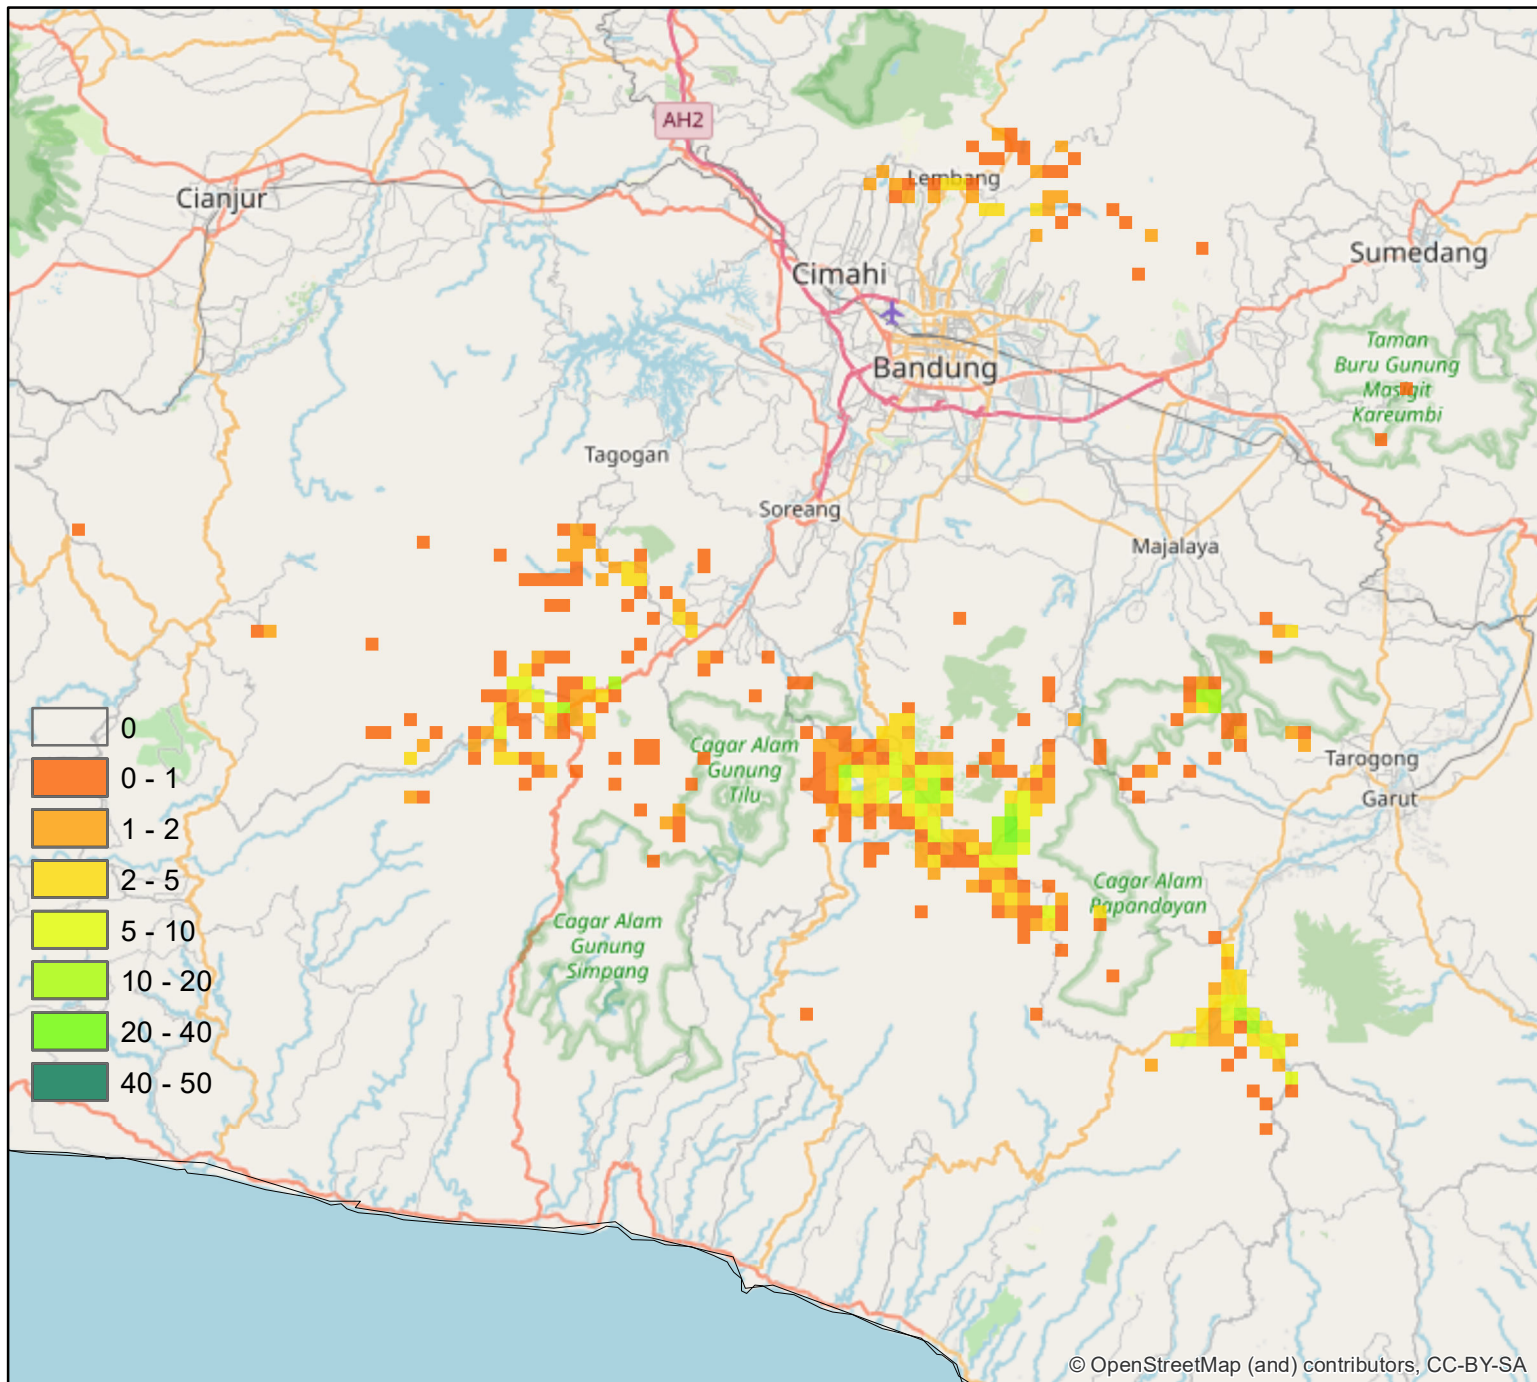 AH2
Lembang
Cianjur
Sumedang
Cimahi
Taman
Buru Gunung
Masigit
Kareumbi
Bandung
Tagogan
Soreang
Majalaya
0
Cagar Alam
Gunung
Tilu
Tarogong
0 - 1
Garut
1 - 2
2 - 5
Cagar Alam
Papandayan
5 - 10
Cagar Alam
Gunung
Simpang
10 - 20
20 - 40
40 - 50
© OpenStreetMap (and) contributors, CC-BY-SA